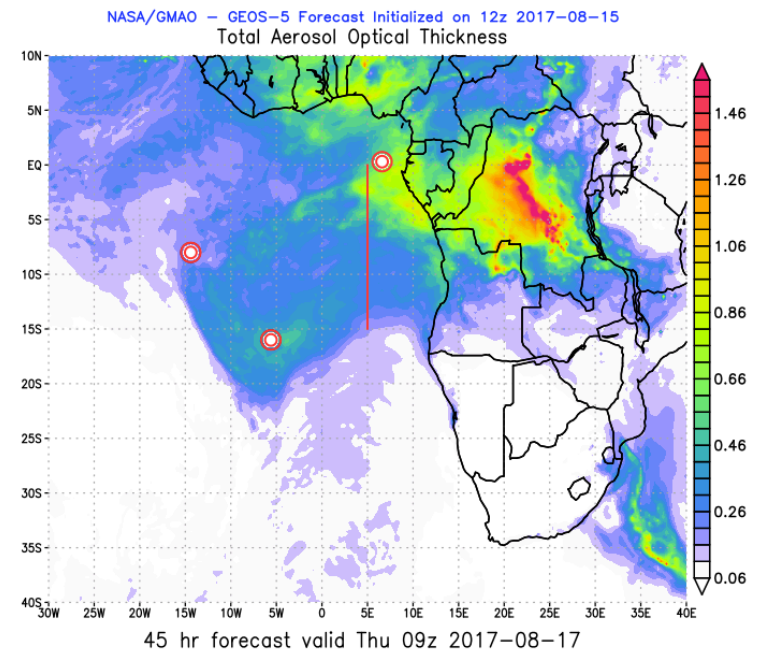 NASA/GMAO – GEOS–5 Forecast Initialized on 12z 2017–08–15
Total Aerosol Optical Thickness
10N
5N
EQ
5S
10S
15S
20S
25S
30S
35S
40S
30W 25W 20W 15W 10W 5W 0 5E 10E 15E 20E 25E 30E 35E 40E
1.46
1.26
1.06
0.86
0.66
0.46
0.26
0.06
45 hr forecast valid Thu 09z 2017–08–17